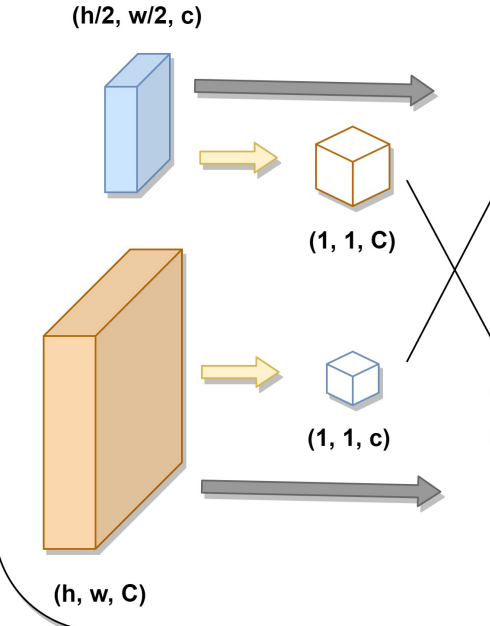 (h/2, w/2, c)
(1, 1, C)
(1, 1, c)
(h, w, C)